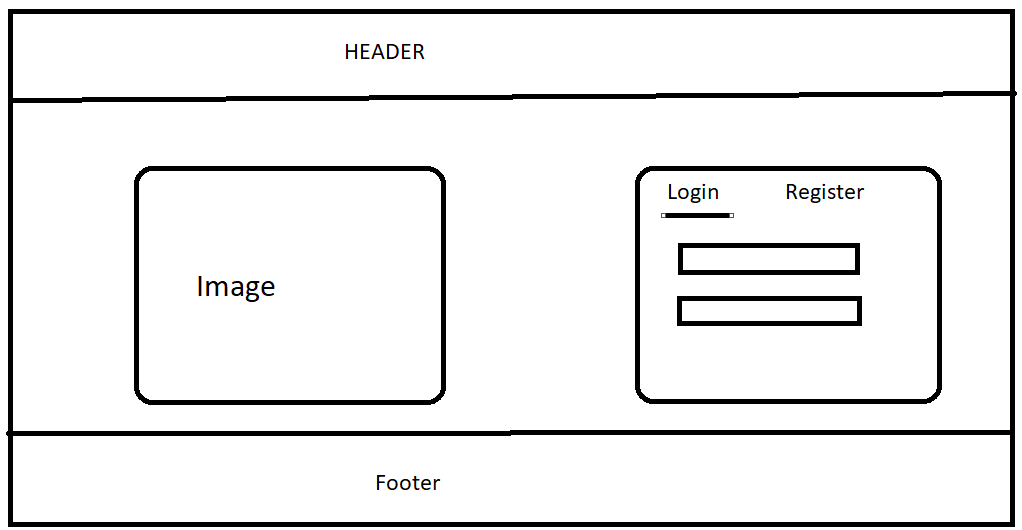 HEADER
Login
Register
Image
Footer